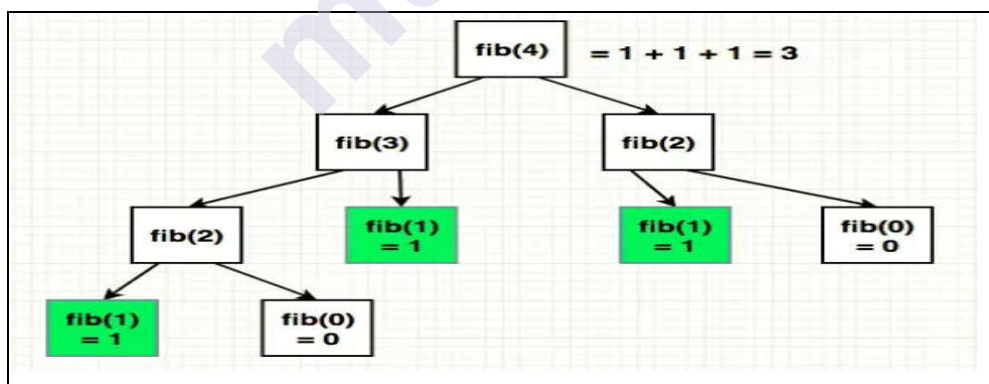 fib(4) = 1 + 1 + 1 = 3
fib(3)
fib(2)
fib(2)
fib(1)
= 1
fib(1)
= 1
fib(0)
= 0
fib(1)
= 1
fib(0)
= 0